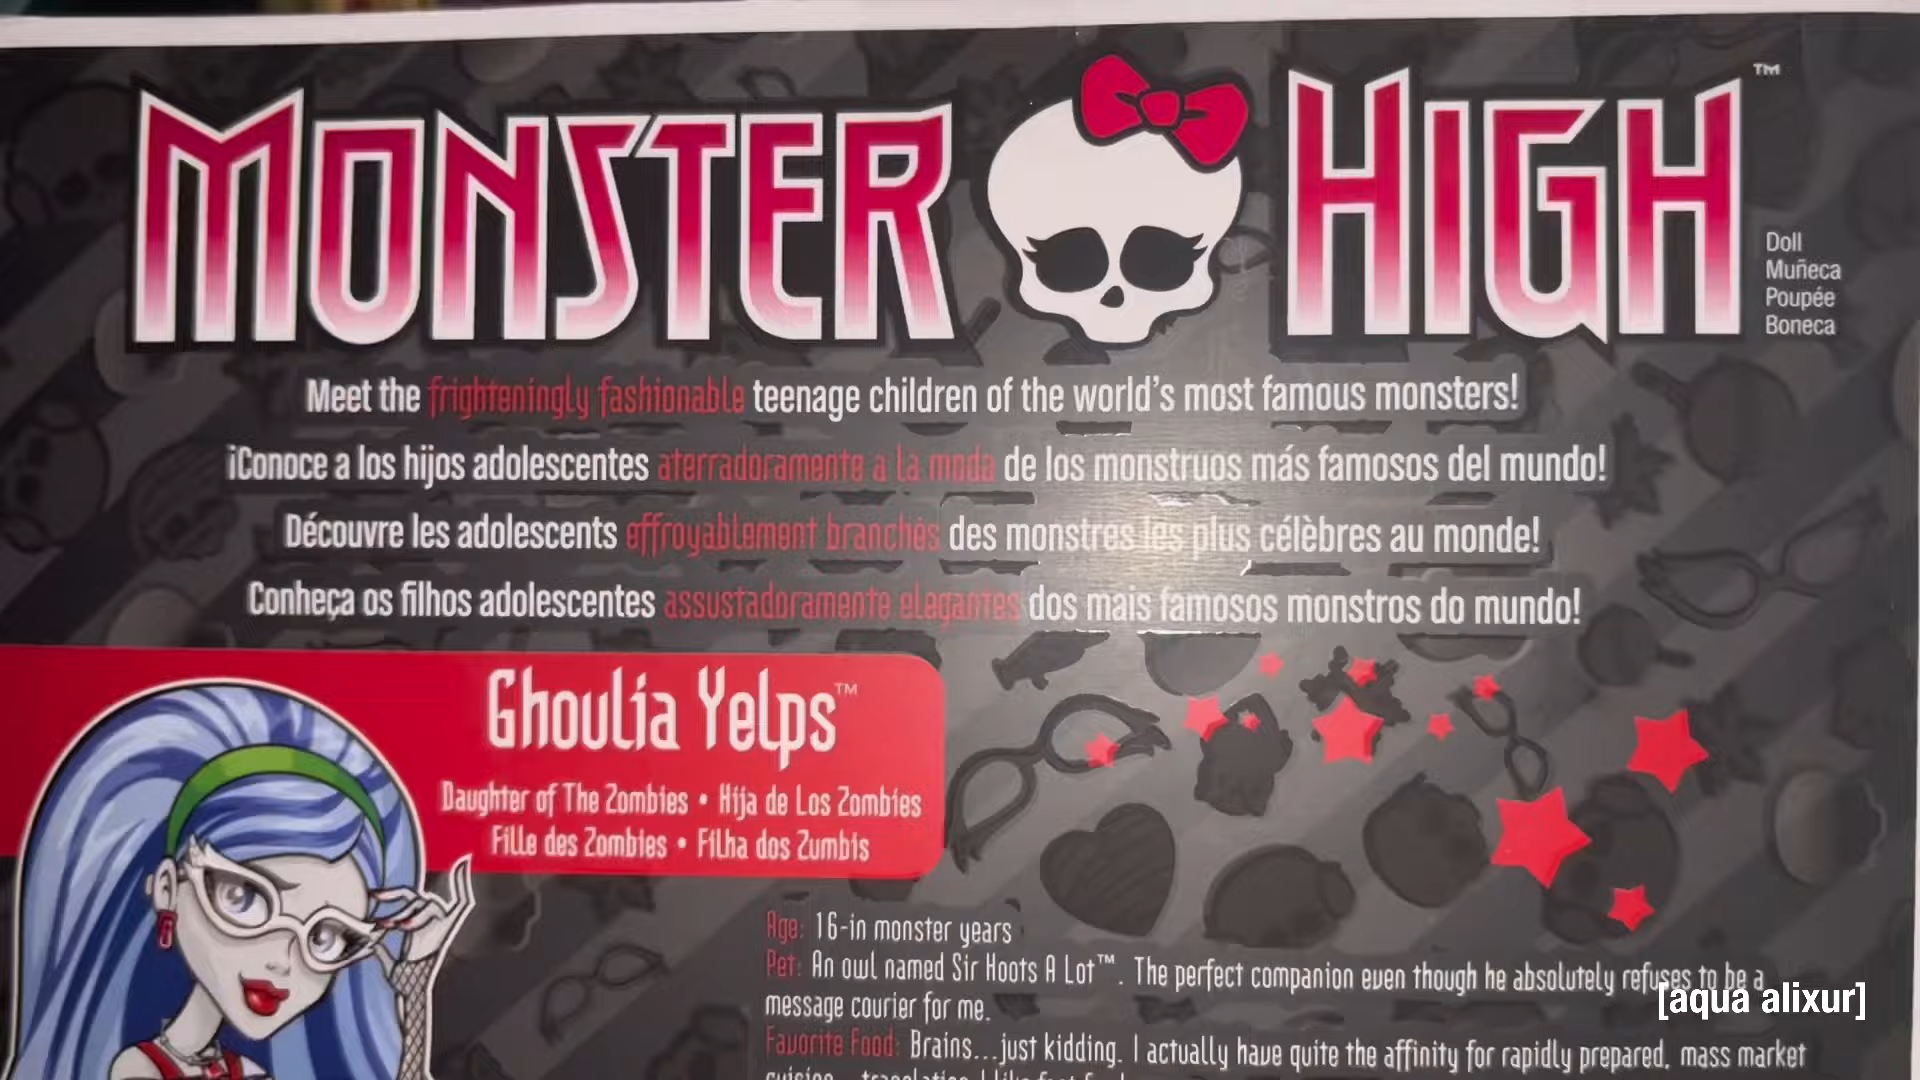 MONSTER HIGH™
Doll
Muñeca
Poupée
Boneca
Meet the frighteningly fashionable teenage children of the world's most famous monsters!
¡Conoce a los hijos adolescentes aterradoramente a la moda de los monstruos más famosos del mundo!
Découvre les adolescents effroyablement branchés des monstres les plus célèbres au monde!
Conheça os filhos adolescentes assustadoramente elegantes dos mais famosos monstros do mundo!
Ghoulia Yelps™
Daughter of The Zombies • Hija de Los Zombies
Fille des Zombies • Filha dos Zumbis
Age: 16-in monster years
Pet: An owl named Sir Hoots A Lot™. The perfect companion even though he absolutely refuses to be a
message courier for me.
[aqua alixur]
Favorite Food: Brains...just kidding. I actually have quite the affinity for rapidly prepared, mass market